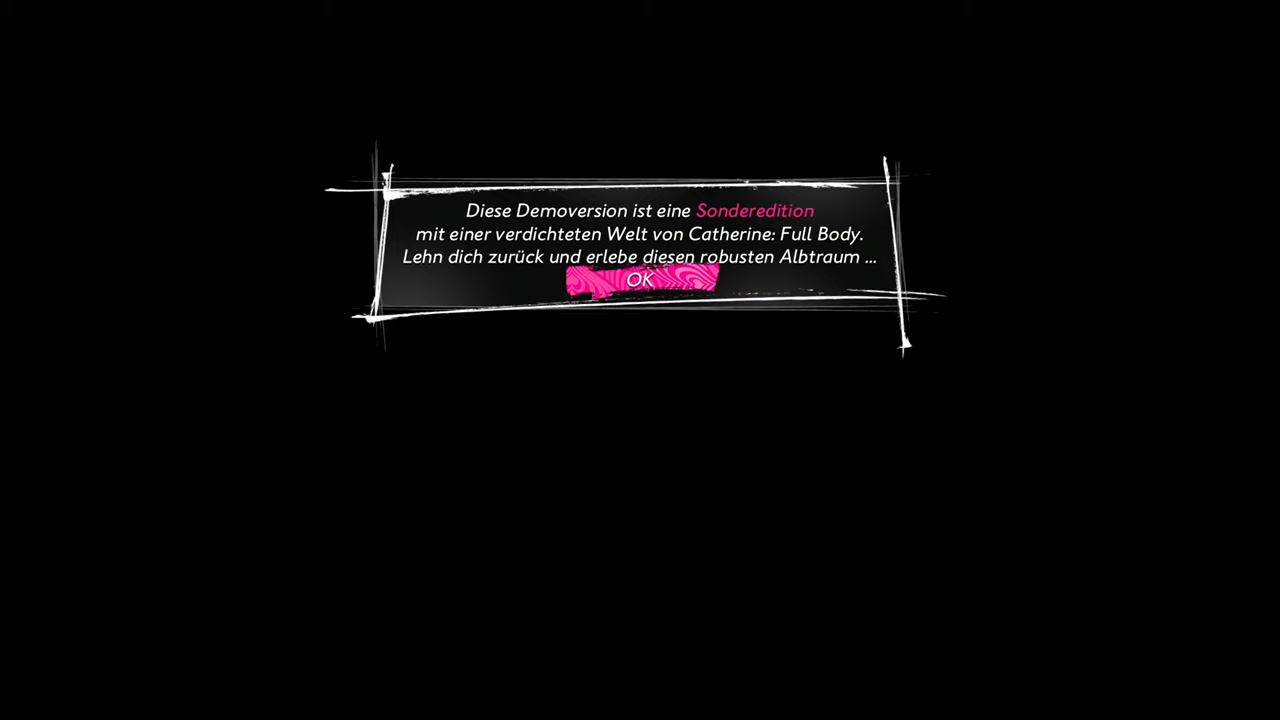 Diese Demoversion ist eine Sonderedition
mit einer verdichteten Welt von Catherine: Full Body.
Lehn dich zurück und erlebe diesen robusten Albtraum ...
OK